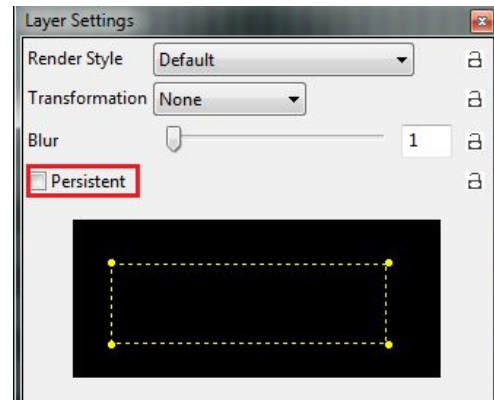 Layer Settings
Render Style Default
Transformation None
Blur 1
Persistent